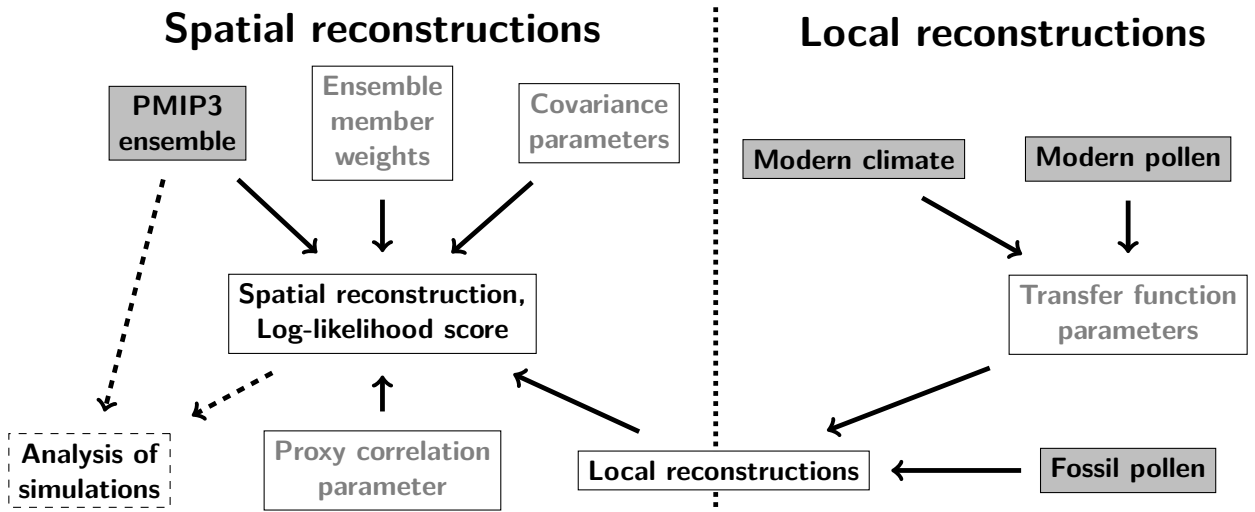 Spatial reconstructions
Local reconstructions
PMIP3
ensemble
Ensemble
member
weights
Covariance
parameters
Modern climate
Modern pollen
Spatial reconstruction,
Log-likelihood score
Transfer function
parameters
Analysis of
simulations
Proxy correlation
parameter
Local reconstructions
Fossil pollen